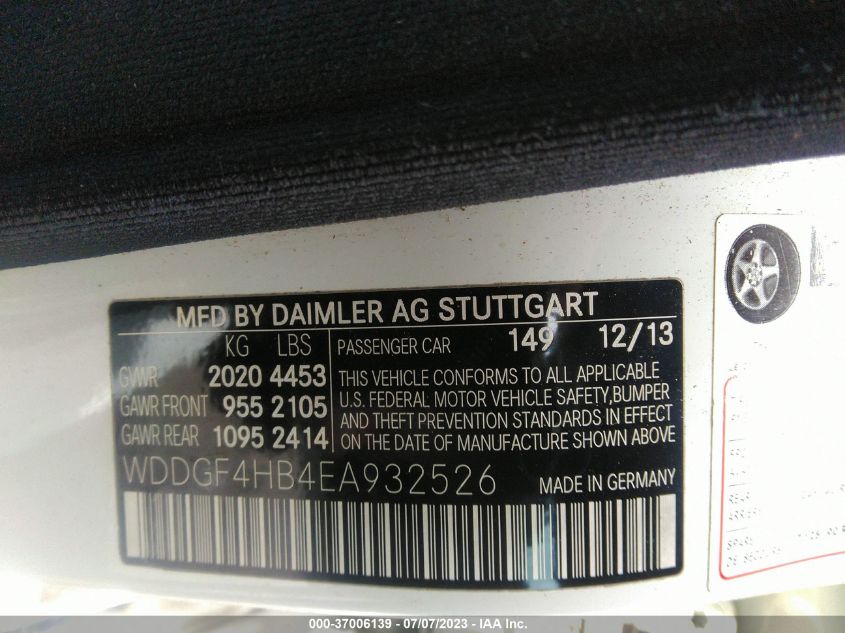 MFD BY DAIMLER AG STUTTGART
KG LBS
GVWR 2020 4453
GAWR FRONT 955 2105
GAWR REAR 1095 2414
PASSENGER CAR 149 12/13
THIS VEHICLE CONFORMS TO ALL APPLICABLE
U.S. FEDERAL MOTOR VEHICLE SAFETY,BUMPER
AND THEFT PREVENTION STANDARDS IN EFFECT
ON THE DATE OF MANUFACTURE SHOWN ABOVE
WDDGF4HB4EA932526
MADE IN GERMANY
REAR
000-37006139 - 07/07/2023 - IAA Inc.